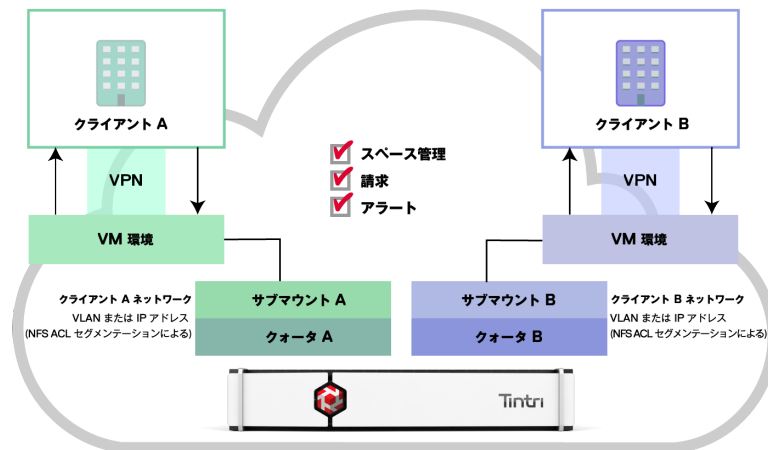 クライアント A
クライアント B
VPN
VPN
スペース管理
請求
アラート
VM 環境
VM 環境
サブマウント A
クォータ A
サブマウント B
クォータ B
クライアント A ネットワーク
VLAN または IP アドレス
(NFS ACL セグメンテーションによる)
クライアント B ネットワーク
VLAN または IP アドレス
(NFS ACL セグメンテーションによる)
Tintri